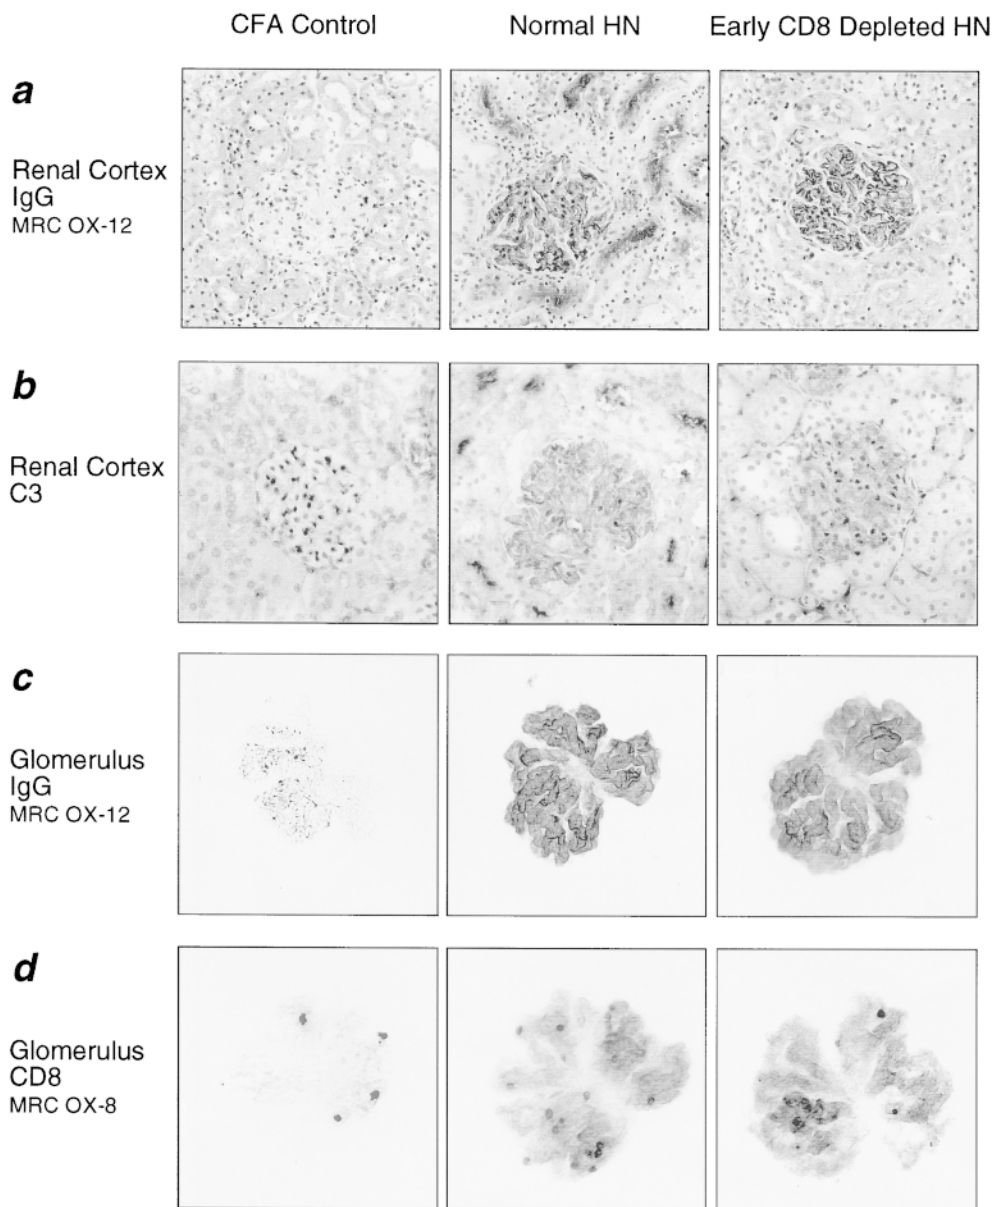 CFA Control
Normal HN
Early CD8 Depleted HN
a
Renal Cortex
IgG
MRC OX-12
b
Renal Cortex
C3
c
Glomerulus
IgG
MRC OX-12
d
Glomerulus
CD8
MRC OX-8